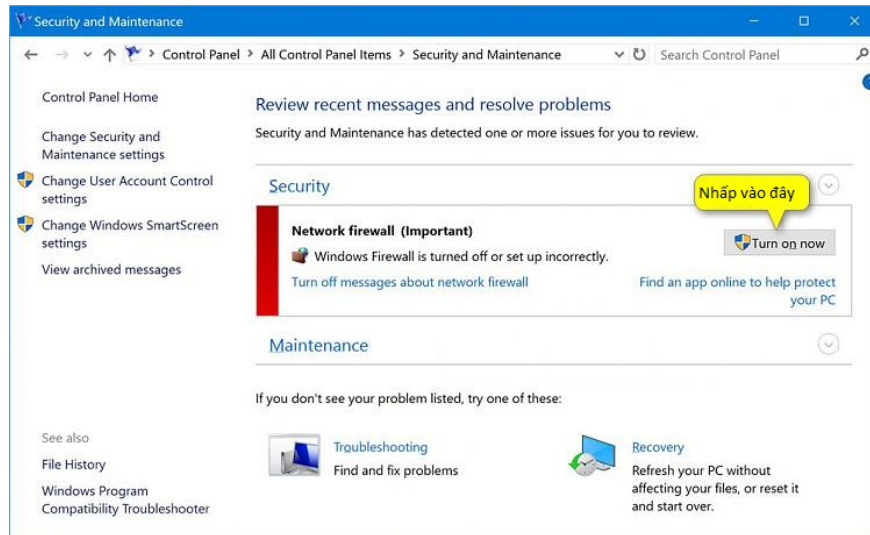 Security and Maintenance
Control Panel > All Control Panel Items > Security and Maintenance
Search Control Panel
Control Panel Home
Change Security and
Maintenance settings
Change User Account Control
settings
Change Windows SmartScreen
settings
View archived messages
See also
File History
Windows Program
Compatibility Troubleshooter
Review recent messages and resolve problems
Security and Maintenance has detected one or more issues for you to review.
Security
Nhấp vào đây
Network firewall (Important)
Windows Firewall is turned off or set up incorrectly.
Turn on now
Turn off messages about network firewall
Find an app online to help protect
your PC
Maintenance
If you don't see your problem listed, try one of these:
Troubleshooting
Find and fix problems
Recovery
Refresh your PC without
affecting your files, or reset it
and start over.